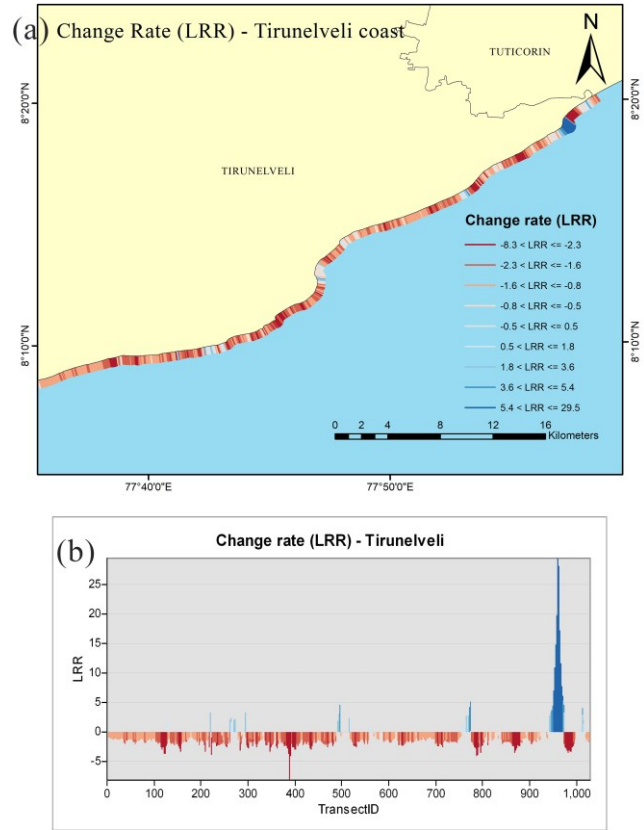 (a) Change Rate (LRR) - Tirunelveli coast
N
TUTICORIN
8°20'0"N
8°20'0"N
TIRUNELVELI
Change rate (LRR)
-8.3 < LRR <= -2.3
-2.3 < LRR <= -1.6
-1.6 < LRR <= -0.8
-0.8 < LRR <= -0.5
-0.5 < LRR <= 0.5
0.5 < LRR <= 1.8
1.8 < LRR <= 3.6
3.6 < LRR <= 5.4
5.4 < LRR <= 29.5
8°10'0"N
8°10'0"N
0 2 4 8 12 16
Kilometers
77°40'0"E
77°50'0"E
(b) Change rate (LRR) - Tirunelveli
25
20
15
10
5
0
-5
LRR
0 100 200 300 400 500 600 700 800 900 1,000
TransectID